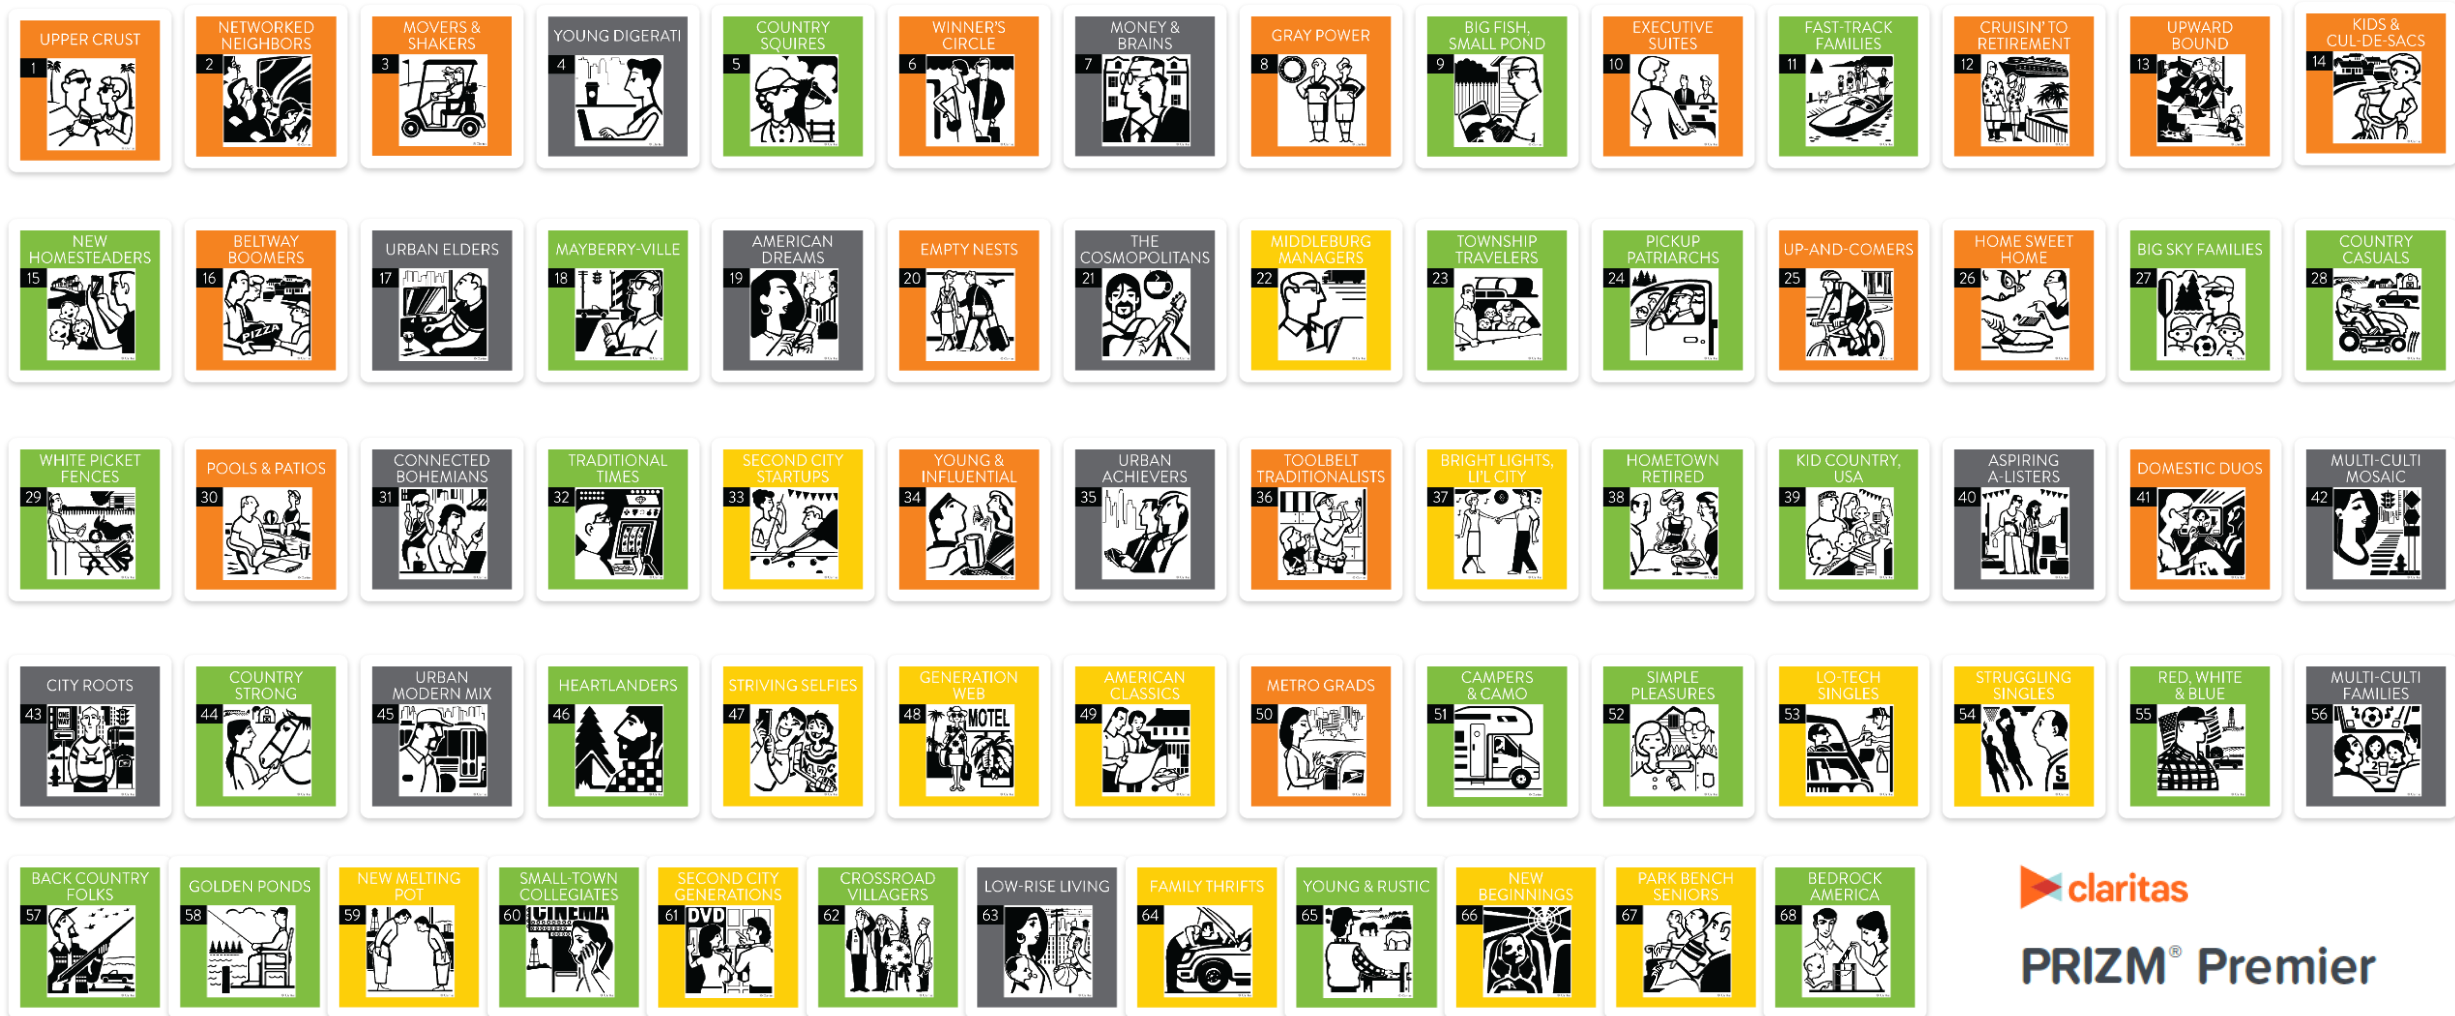 UPPER CRUST
1
NETWORKED
NEIGHBORS
2
MOVERS &
SHAKERS
3
YOUNG DIGERATI
4
COUNTRY
SQUIRES
5
WINNER'S
CIRCLE
6
MONEY &
BRAINS
7
GRAY POWER
8
BIG FISH,
SMALL POND
9
EXECUTIVE
SUITES
10
FAST-TRACK
FAMILIES
11
CRUISIN' TO
RETIREMENT
12
UPWARD
BOUND
13
KIDS &
CUL-DE-SACS
14
NEW
HOMESTEADERS
15
BELTWAY
BOOMERS
16
PIZZA
URBAN ELDERS
17
MAYBERRY-VILLE
18
AMERICAN
DREAMS
19
EMPTY NESTS
20
THE
COSMOPOLITANS
21
MIDDLEBURG
MANAGERS
22
TOWNSHIP
TRAVELERS
23
PICKUP
PATRIARCHS
24
UP-AND-COMERS
25
HOME SWEET
HOME
26
BIG SKY FAMILIES
27
COUNTRY
CASUALS
28
WHITE PICKET
FENCES
29
POOLS & PATIOS
30
CONNECTED
BOHEMIANS
31
TRADITIONAL
TIMES
32
SECOND CITY
STARTUPS
33
YOUNG &
INFLUENTIAL
34
URBAN
ACHIEVERS
35
TOOLBELT
TRADITIONALISTS
36
BRIGHT LIGHTS,
LI'L CITY
37
HOMETOWN
RETIRED
38
KID COUNTRY,
USA
39
ASPIRING
A-LISTERS
40
DOMESTIC DUOS
41
MULTI-CULTI
MOSAIC
42
CITY ROOTS
43
ONE
WAY
COUNTRY
STRONG
44
URBAN
MODERN MIX
45
HEARTLANDERS
46
STRIVING SELFIES
47
GENERATION
WEB
48
MOTEL
AMERICAN
CLASSICS
49
METRO GRADS
50
CAMPERS
& CAMO
51
SIMPLE
PLEASURES
52
LO-TECH
SINGLES
53
STRUGGLING
SINGLES
54
5
RED, WHITE
& BLUE
55
MULTI-CULTI
FAMILIES
56
2
BACK COUNTRY
FOLKS
57
GOLDEN PONDS
58
NEW MELTING
POT
59
SMALL-TOWN
COLLEGIATES
60
CINEMA
SECOND CITY
GENERATIONS
61
DVD
CROSSROAD
VILLAGERS
62
LOW-RISE LIVING
63
FAMILY THRIFTS
64
YOUNG & RUSTIC
65
NEW
BEGINNINGS
66
PARK BENCH
SENIORS
67
BEDROCK
AMERICA
68
claritas
PRIZM® Premier